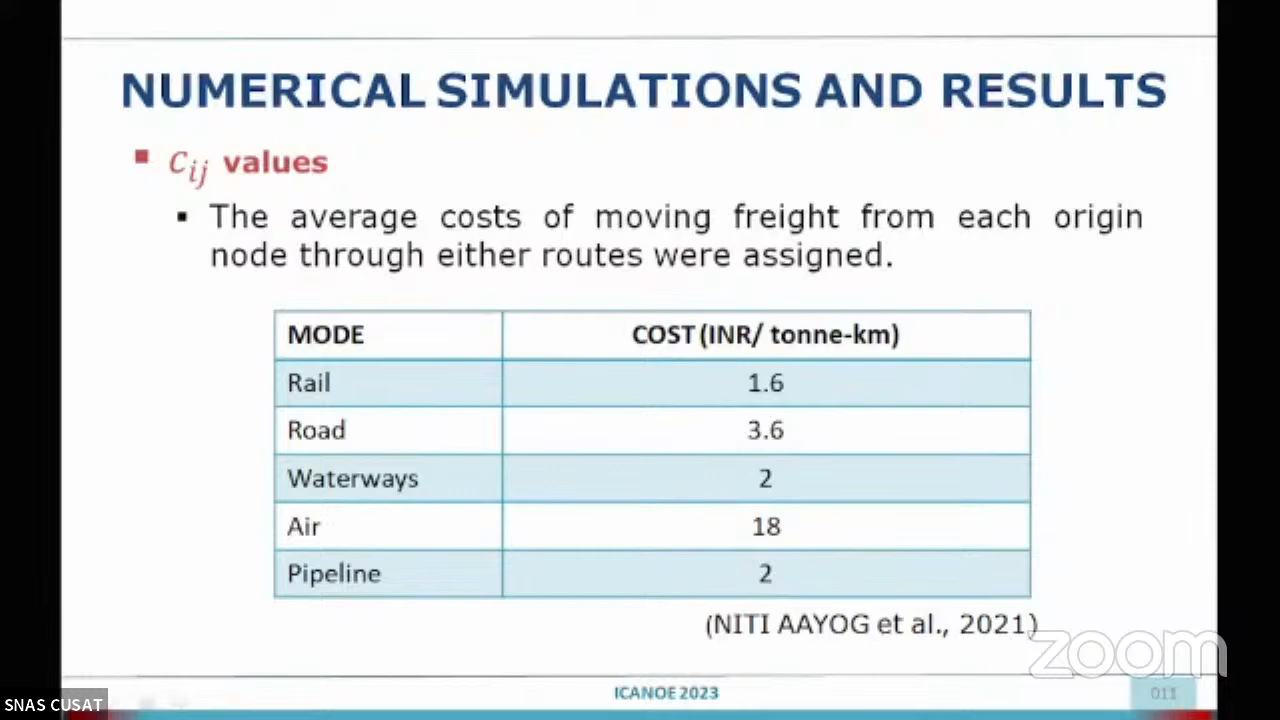 NUMERICAL SIMULATIONS AND RESULTS
▪ C_{ij} values
▪ The average costs of moving freight from each origin
node through either routes were assigned.
MODE COST (INR/ tonne-km)
Rail 1.6
Road 3.6
Waterways 2
Air 18
Pipeline 2
(NITI AAYOG et al., 2021)
zoom
ICANOE 2023 011
SNAS CUSAT